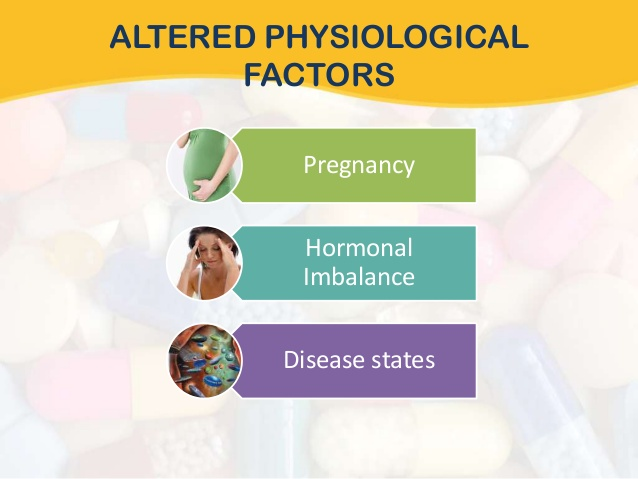 ALTERED PHYSIOLOGICAL
FACTORS
Pregnancy
Hormonal
Imbalance
Disease states